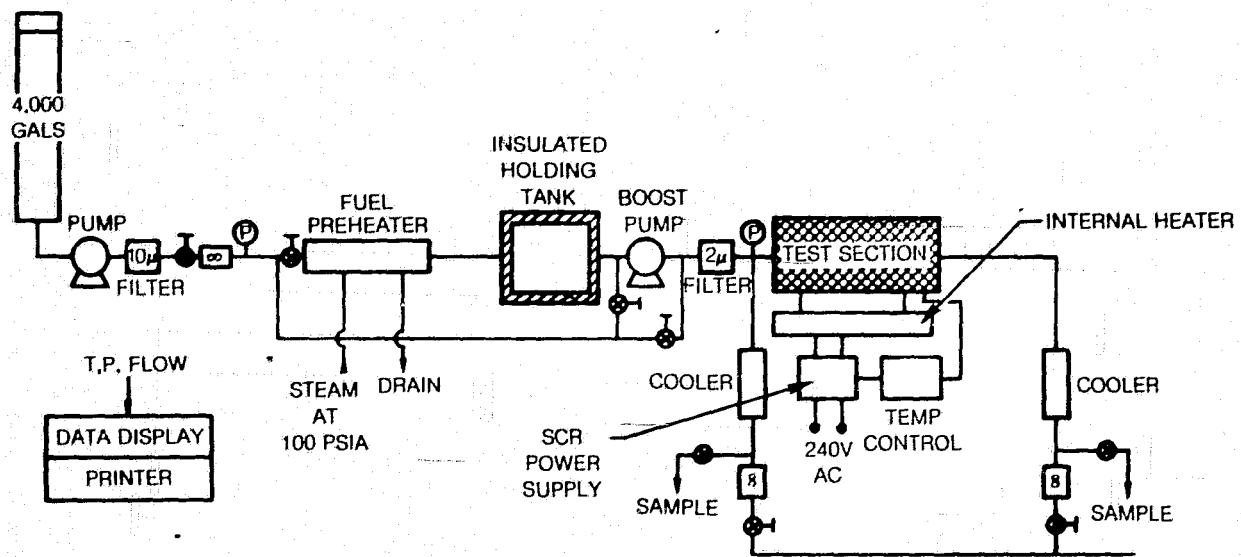 4,000
GALS
PUMP
10μ
FILTER
∞
P
FUEL
PREHEATER
STEAM
AT
100 PSIA
DRAIN
INSULATED
HOLDING
TANK
BOOST
PUMP
2μ
FILTER
P
TEST SECTION
INTERNAL HEATER
COOLER
COOLER
SCR
POWER
SUPPLY
240V
AC
TEMP
CONTROL
SAMPLE
8
8
SAMPLE
T.P. FLOW
DATA DISPLAY
PRINTER